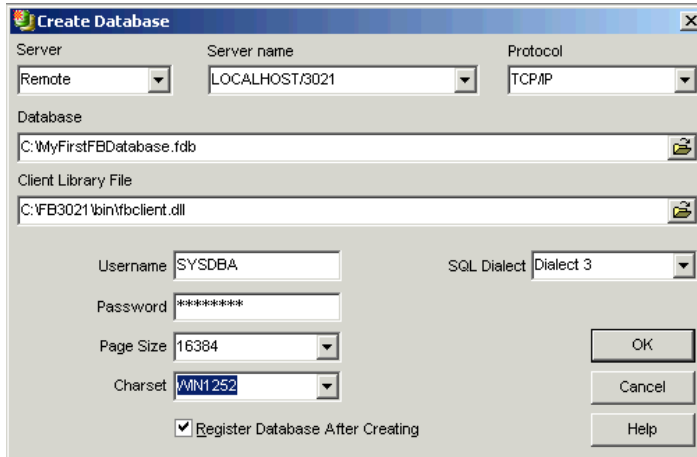 Create Database
Server Server name Protocol
Remote LOCALHOST/3021 TCP/IP
Database
C:\MyFirstFBDatabase.fdb
Client Library File
C:\FB3021\bin\fbclient.dll
Username SYSDBA SQL Dialect Dialect 3
Password ********
Page Size 16384 OK
Charset WIN1252 Cancel
Register Database After Creating Help